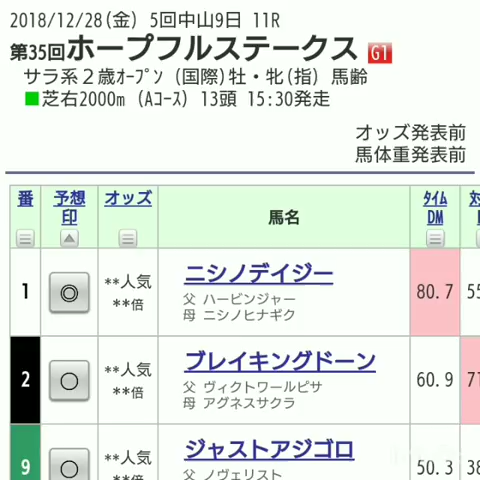 2018/12/28(金) 5回中山9日 11R
第35回ホープフルステークス G1
サラ系2歳オープン (国際)牡・牝(指) 馬齢
芝右2000m (Aコース) 13頭 15:30発走
オッズ発表前
馬体重発表前
番 予想印 オッズ 馬名 タイムDM 対
1 ◎ **人気 **倍 ニシノデイジー 80.7 55
父 ハービンジャー
母 ニシノヒナギク
2 ○ **人気 **倍 ブレイキングドーン 60.9 71
父 ヴィクトワールピサ
母 アグネスサクラ
9 ○ **人気 **倍 ジャストアジゴロ 50.3 38
父 ノヴェリスト